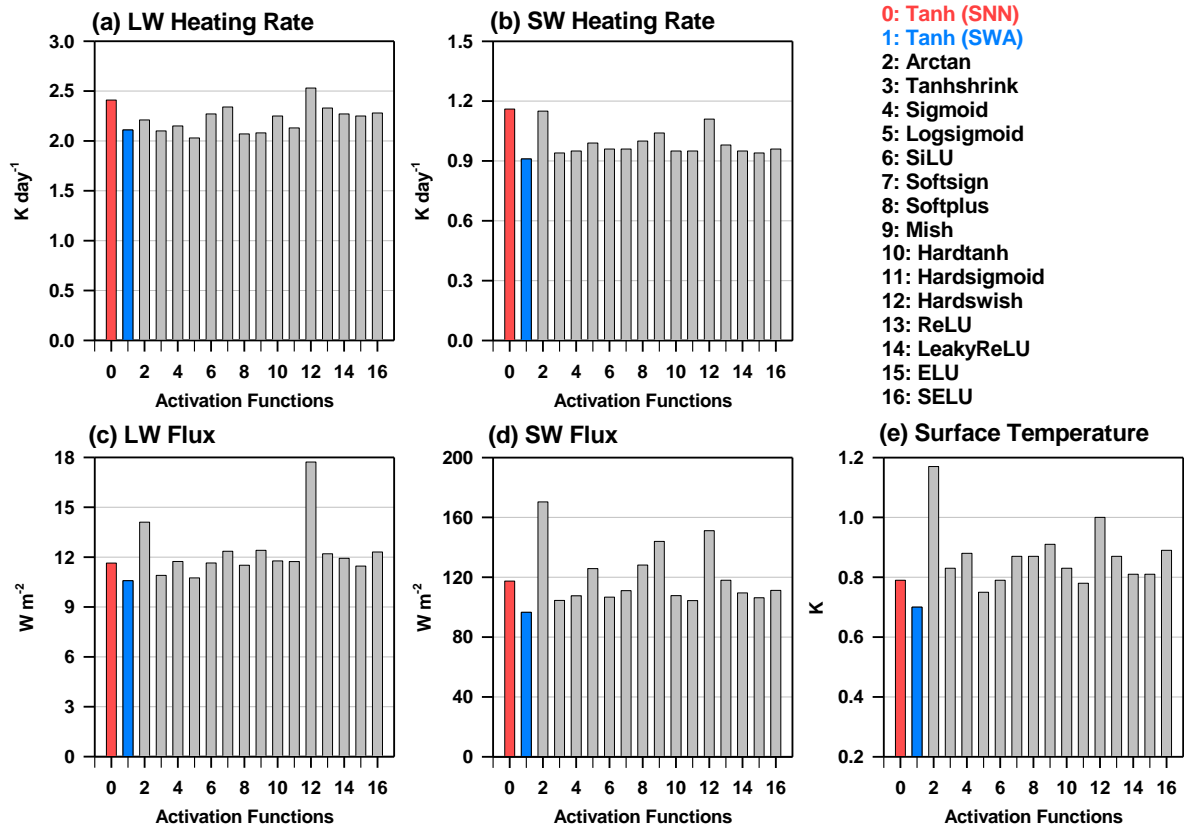 (a) LW Heating Rate
3.0
2.5
2.0
1.5
1.0
0.5
0.0
K day-1
0 2 4 6 8 10 12 14 16
Activation Functions
(b) SW Heating Rate
1.5
1.2
0.9
0.6
0.3
0.0
K day-1
0 2 4 6 8 10 12 14 16
Activation Functions
0: Tanh (SNN)
1: Tanh (SWA)
2: Arctan
3: Tanhshrink
4: Sigmoid
5: Logsigmoid
6: SiLU
7: Softsign
8: Softplus
9: Mish
10: Hardtanh
11: Hardsigmoid
12: Hardswish
13: ReLU
14: LeakyReLU
15: ELU
16: SELU
(c) LW Flux
18
15
12
9
6
3
0
W m-2
0 2 4 6 8 10 12 14 16
Activation Functions
(d) SW Flux
200
160
120
80
40
0
W m-2
0 2 4 6 8 10 12 14 16
Activation Functions
(e) Surface Temperature
1.2
1.0
0.8
0.6
0.4
0.2
K
0 2 4 6 8 10 12 14 16
Activation Functions